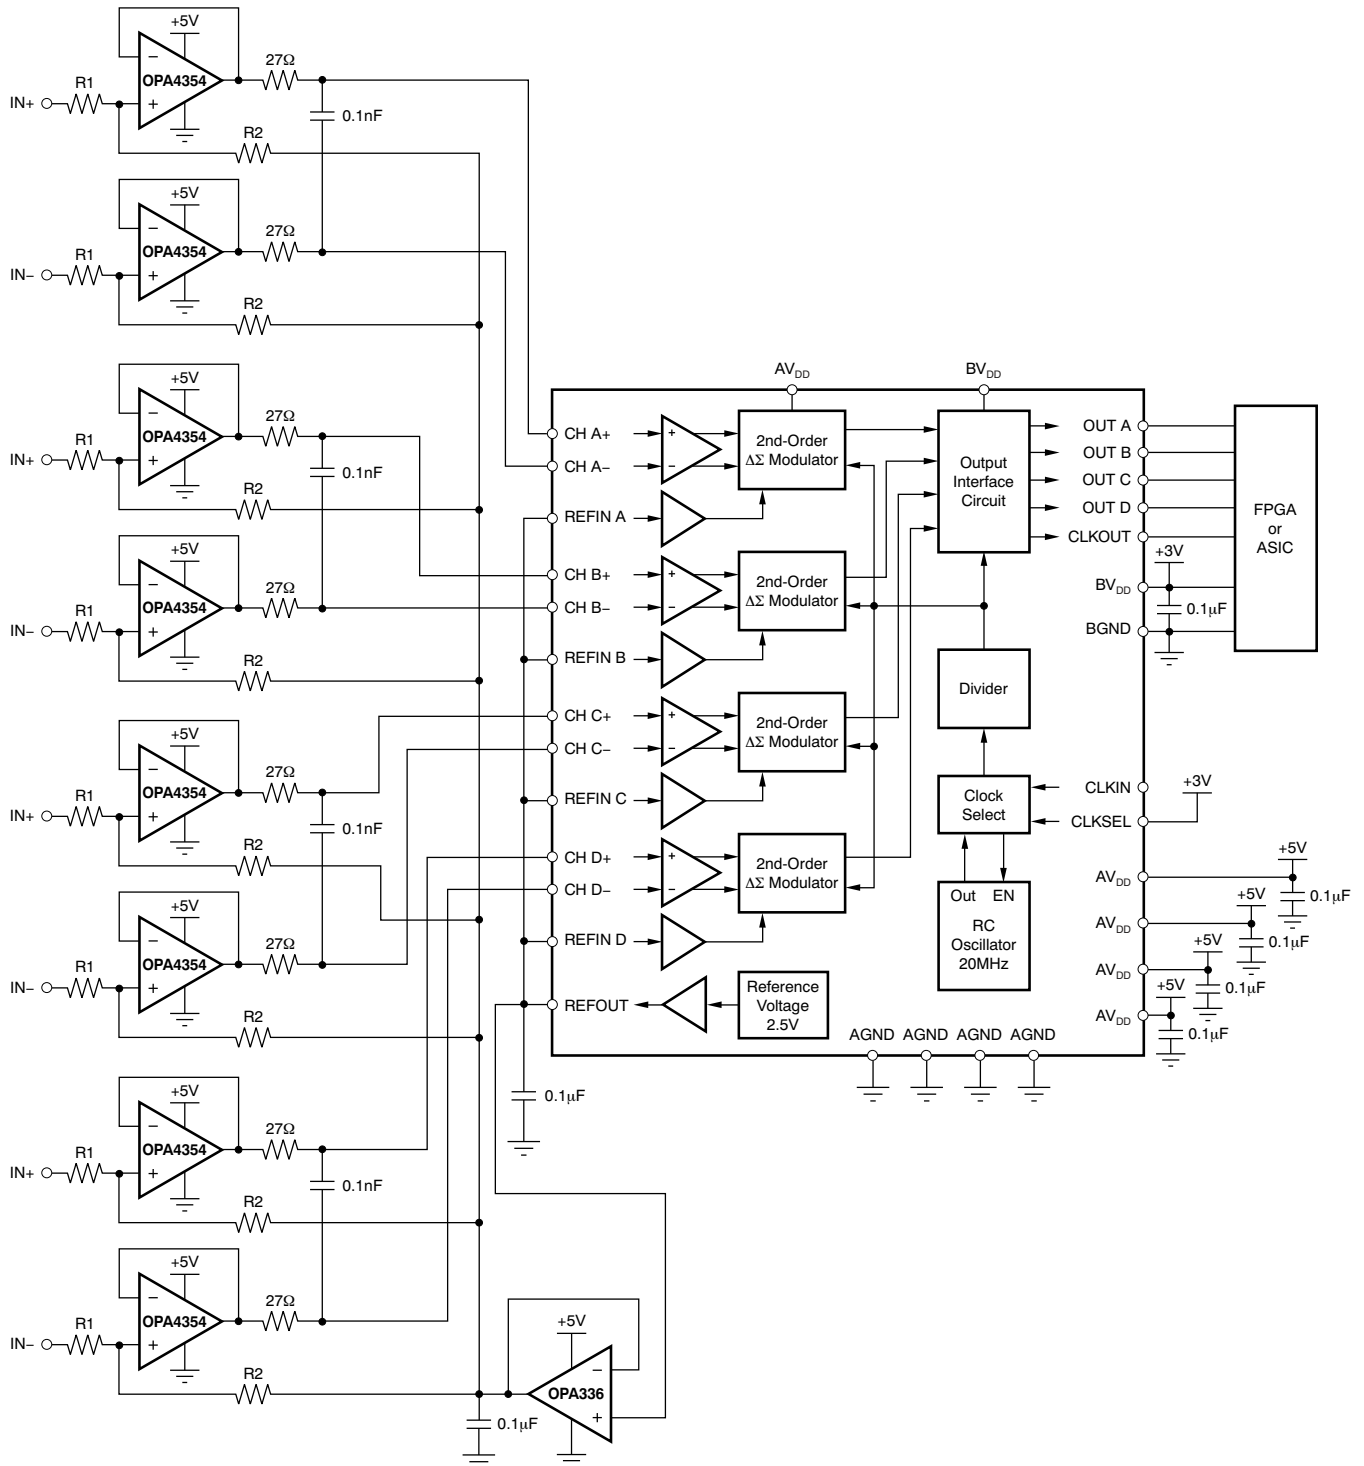 +5V
−
OPA4354
+
27Ω
R1
IN+
0.1nF
R2
+5V
−
OPA4354
+
27Ω
R1
IN−
R2
+5V
−
OPA4354
+
27Ω
R1
IN+
0.1nF
R2
+5V
−
OPA4354
+
27Ω
R1
IN−
R2
+5V
−
OPA4354
+
27Ω
R1
IN+
0.1nF
R2
+5V
−
OPA4354
+
27Ω
R1
IN−
R2
+5V
−
OPA4354
+
27Ω
R1
IN+
0.1nF
R2
+5V
−
OPA4354
+
27Ω
R1
IN−
R2
+5V
−
OPA336
+
0.1μF
0.1μF
AVDD
BVDD
CH A+
CH A−
REFIN A
CH B+
CH B−
REFIN B
CH C+
CH C−
REFIN C
CH D+
CH D−
REFIN D
REFOUT
+
−
2nd-Order
ΔΣ Modulator
+
−
2nd-Order
ΔΣ Modulator
+
−
2nd-Order
ΔΣ Modulator
+
−
2nd-Order
ΔΣ Modulator
Reference
Voltage
2.5V
Output
Interface
Circuit
Divider
Clock
Select
Out EN
RC
Oscillator
20MHz
AGND AGND AGND AGND
OUT A
OUT B
OUT C
OUT D
CLKOUT
+3V
BVDD
0.1μF
BGND
FPGA
or
ASIC
CLKIN
+3V
CLKSEL
+5V
AVDD
0.1μF
+5V
AVDD
0.1μF
+5V
AVDD
0.1μF
+5V
AVDD
0.1μF